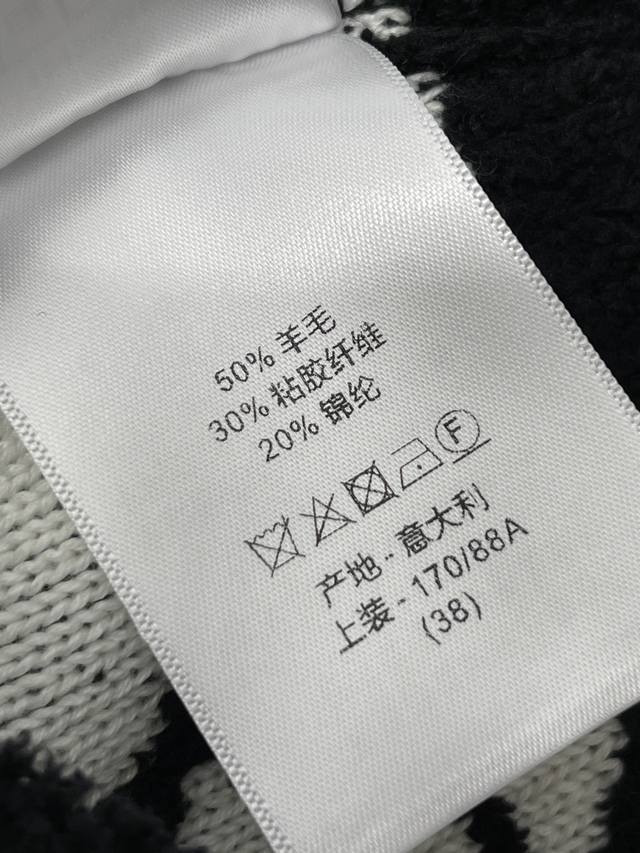 50% 羊毛
30% 粘胶纤维
20% 锦纶
F
产地 - 意大利
上装 - 170/88A
(38)